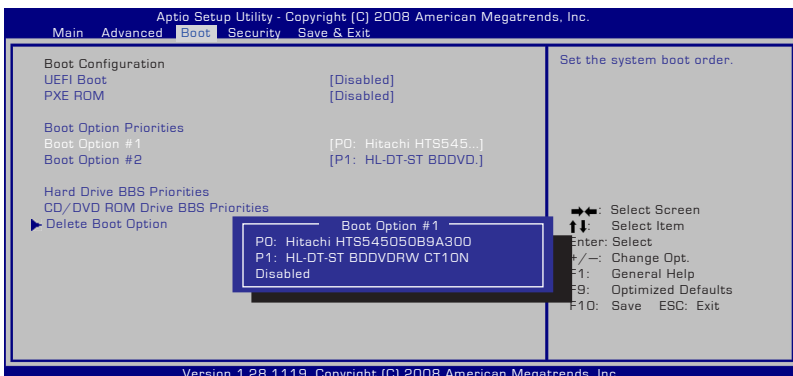 Aptio Setup Utility - Copyright (C) 2008 American Megatrends, Inc.
Main Advanced Boot Security Save & Exit
Boot Configuration
UEFI Boot [Disabled]
PXE ROM [Disabled]
Boot Option Priorities
Boot Option #1 [P0: Hitachi HTS545...]
Boot Option #2 [P1: HL-DT-ST BDDVD.]
Hard Drive BBS Priorities
CD/DVD ROM Drive BBS Priorities
Delete Boot Option
Boot Option #1
P0: Hitachi HTS545050B9A300
P1: HL-DT-ST BDDVDRW CT10N
Disabled
Set the system boot order.
→←: Select Screen
↑↓: Select Item
Enter: Select
+/—: Change Opt.
F1: General Help
F9: Optimized Defaults
F10: Save ESC: Exit
Version 1.28.1119. Copyright (C) 2008 American Megatrends, Inc.